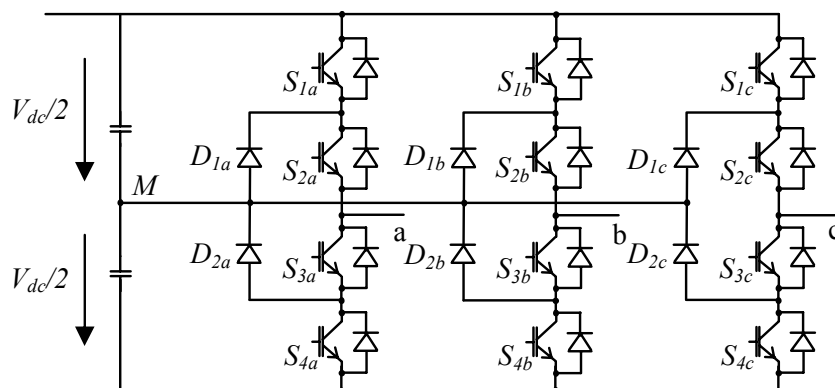 S1a
S1b
S1c
Vdc/2
D1a
S2a
D1b
S2b
D1c
S2c
M
a
b
c
D2a
S3a
D2b
S3b
D2c
S3c
Vdc/2
S4a
S4b
S4c